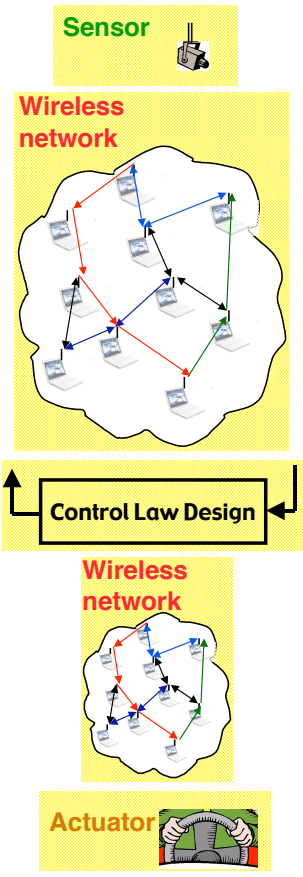 Sensor
Wireless
network
Control Law Design
Wireless
network
Actuator